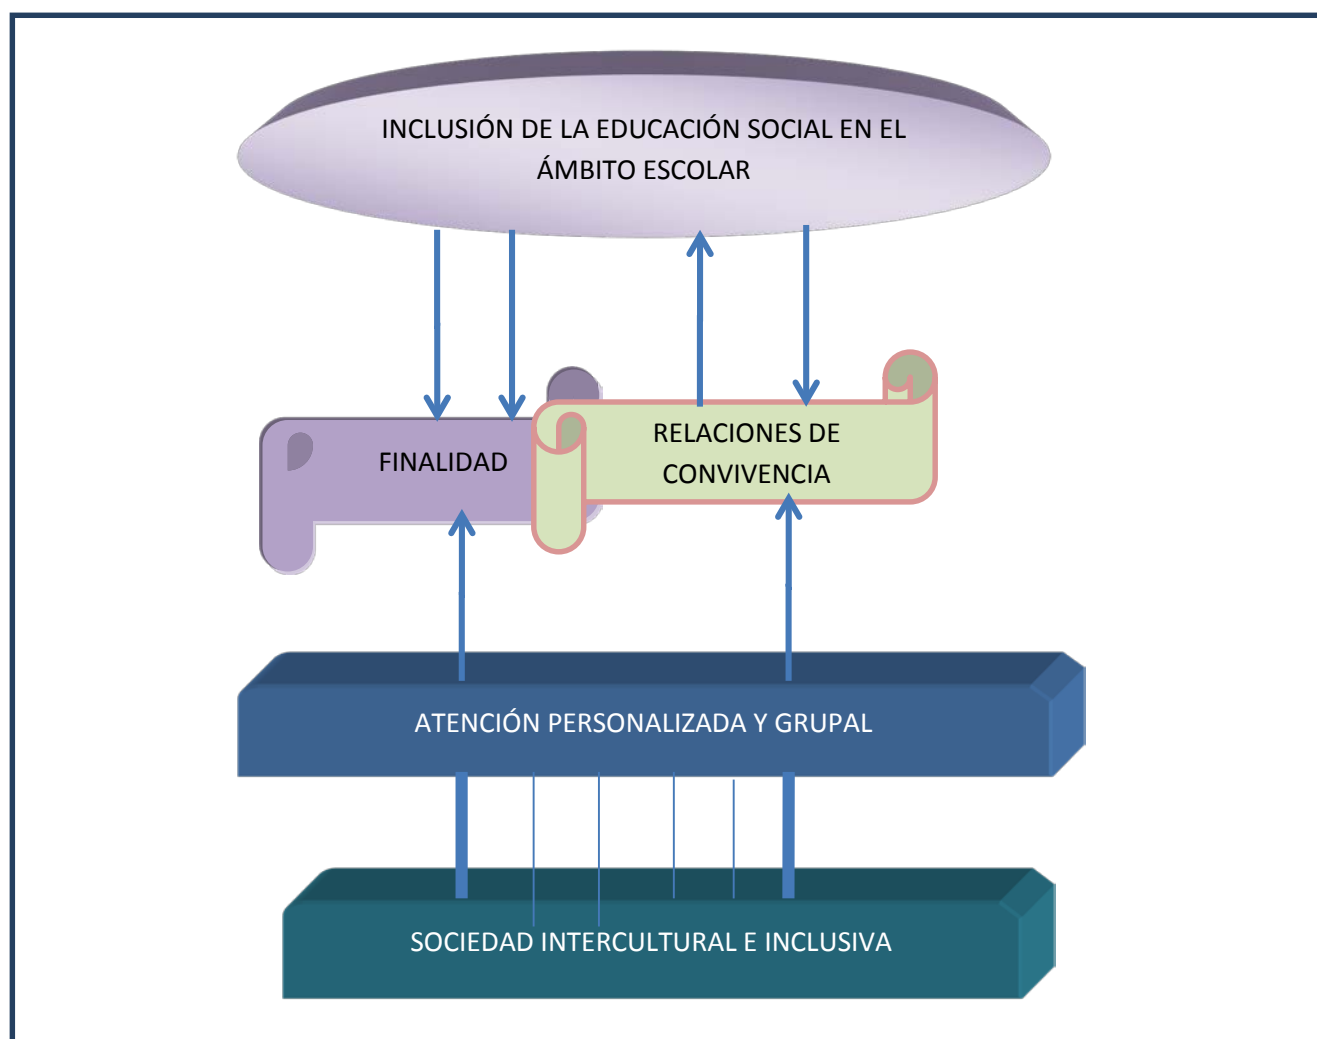 INCLUSIÓN DE LA EDUCACIÓN SOCIAL EN EL
ÁMBITO ESCOLAR
FINALIDAD
RELACIONES DE
CONVIVENCIA
ATENCIÓN PERSONALIZADA Y GRUPAL
SOCIEDAD INTERCULTURAL E INCLUSIVA